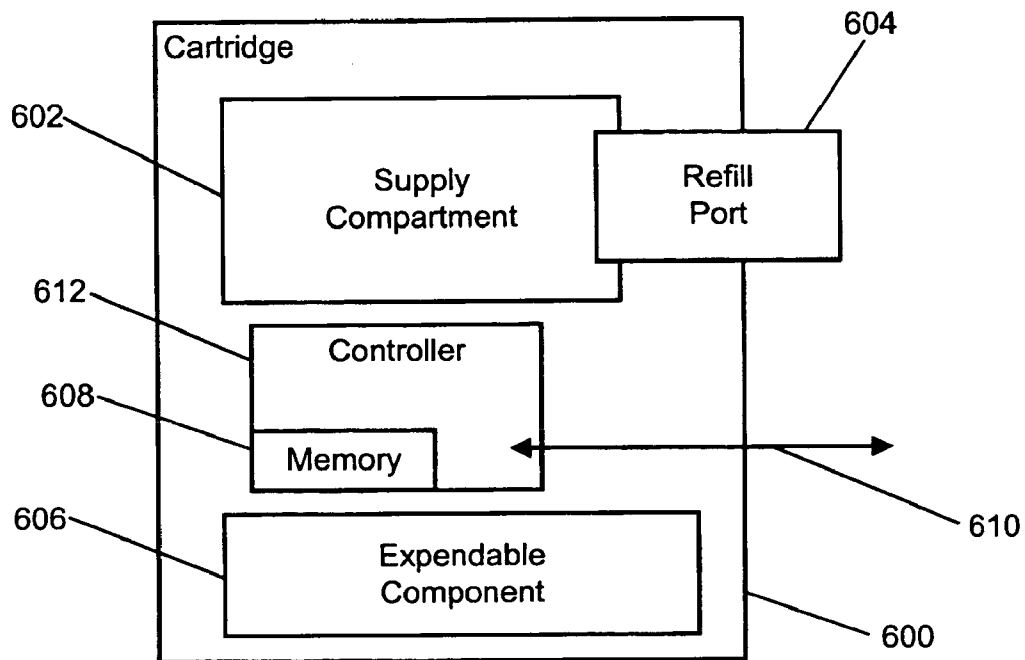 604
Cartridge
602
Supply
Compartment
Refill
Port
612
Controller
608
Memory
606
610
Expendable
Component
600